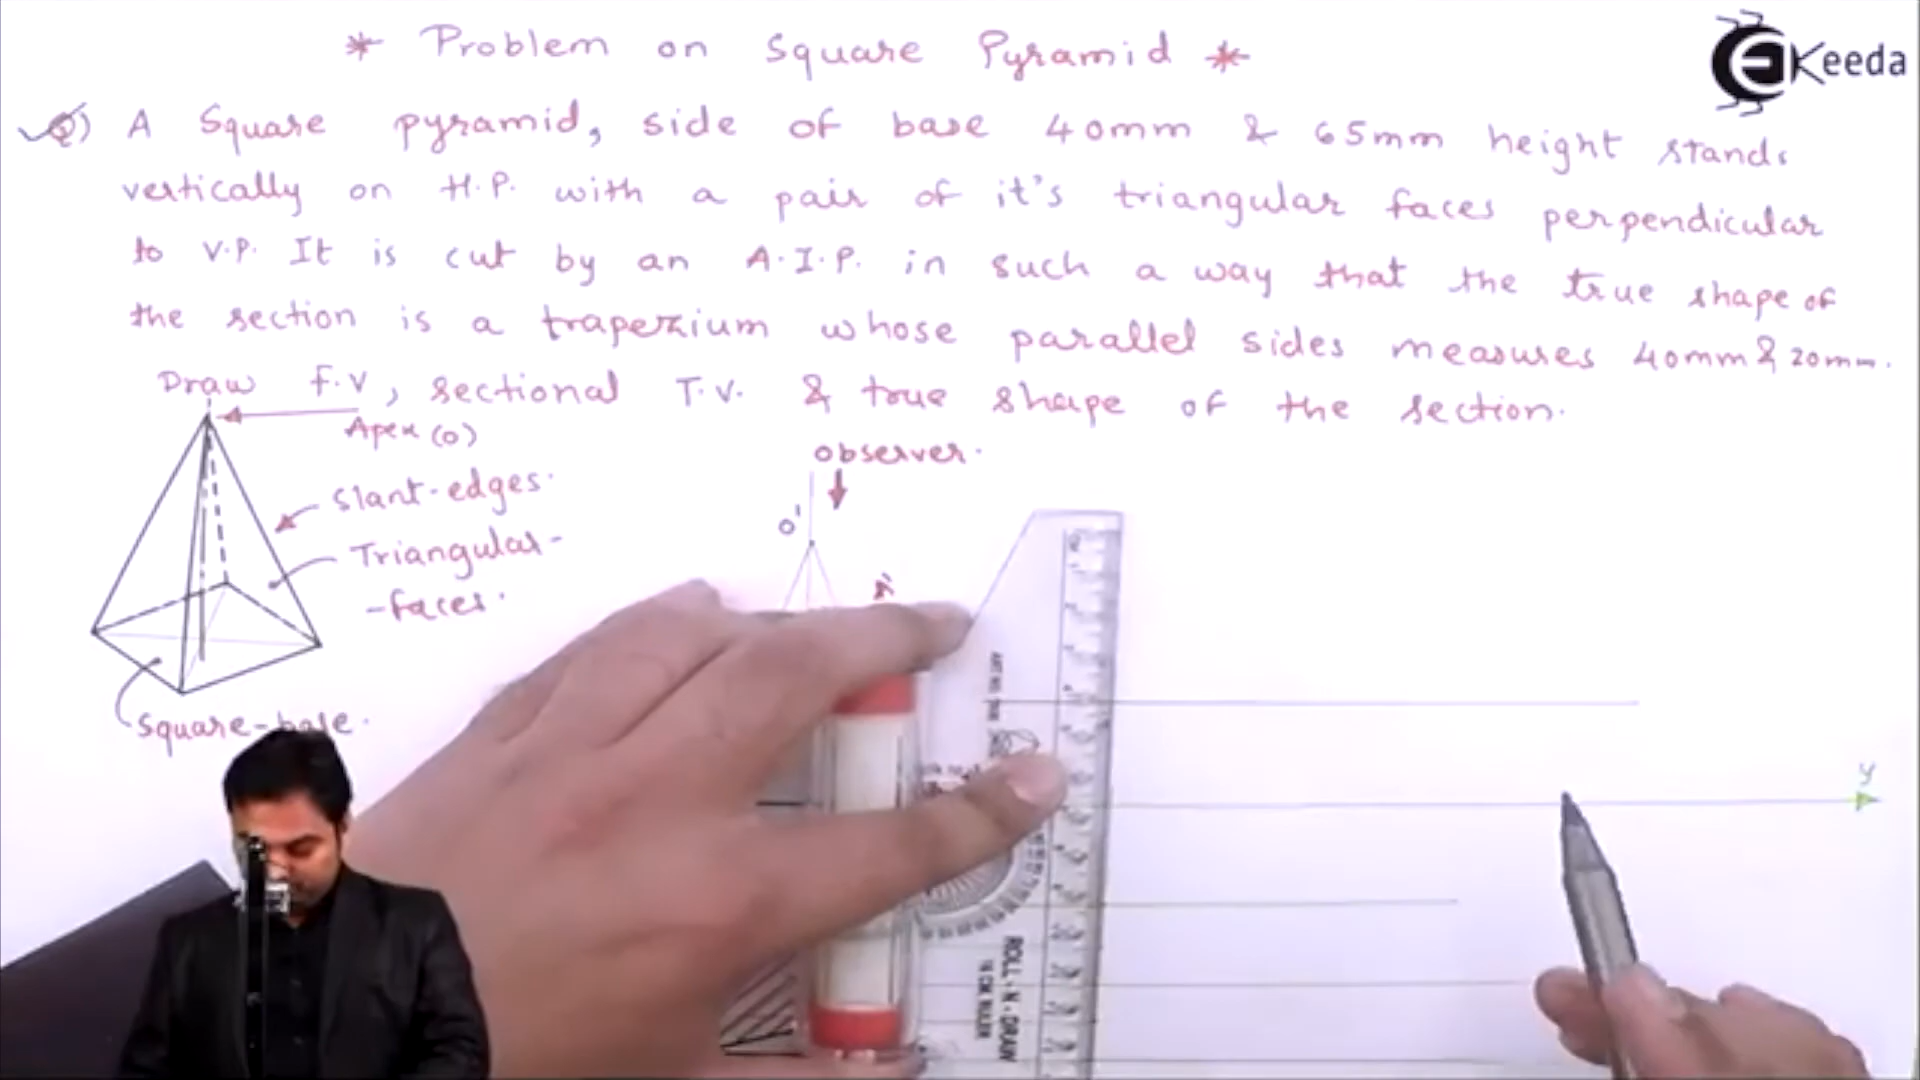 * Problem on Square Pyramid *
EKeeda
Q) A Square pyramid, side of base 40mm & 65mm height stands
vertically on H.P. with a pair of it's triangular faces perpendicular
to V.P. It is cut by an A.I.P. in such a way that the true shape of
the section is a trapezium whose parallel sides measures 40mm & 20mm.
Draw F.V, sectional T.V. & true shape of the section.
Apex (o)
Slant-edges.
Triangular-
-faces.
Square-base.
observer.
o'
y
ROLL-N-DRAW